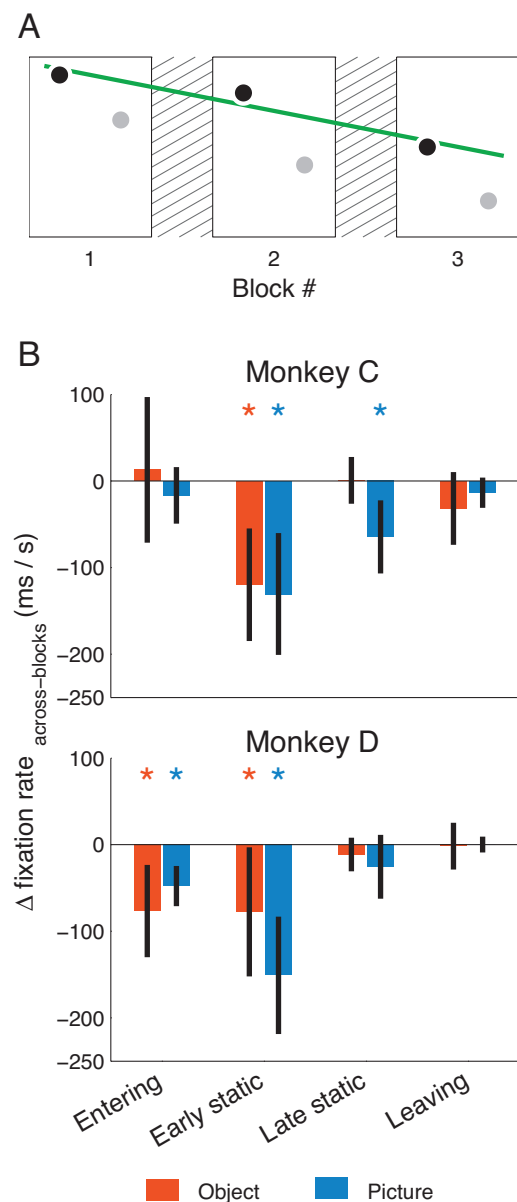 A
1 2 3
Block #
B
Monkey C
* * *
100
0
−100
−200
−250
Δ fixation rate across−blocks (ms / s)
Monkey D
* * * *
100
0
−100
−200
−250
Entering Early static Late static Leaving
Object Picture